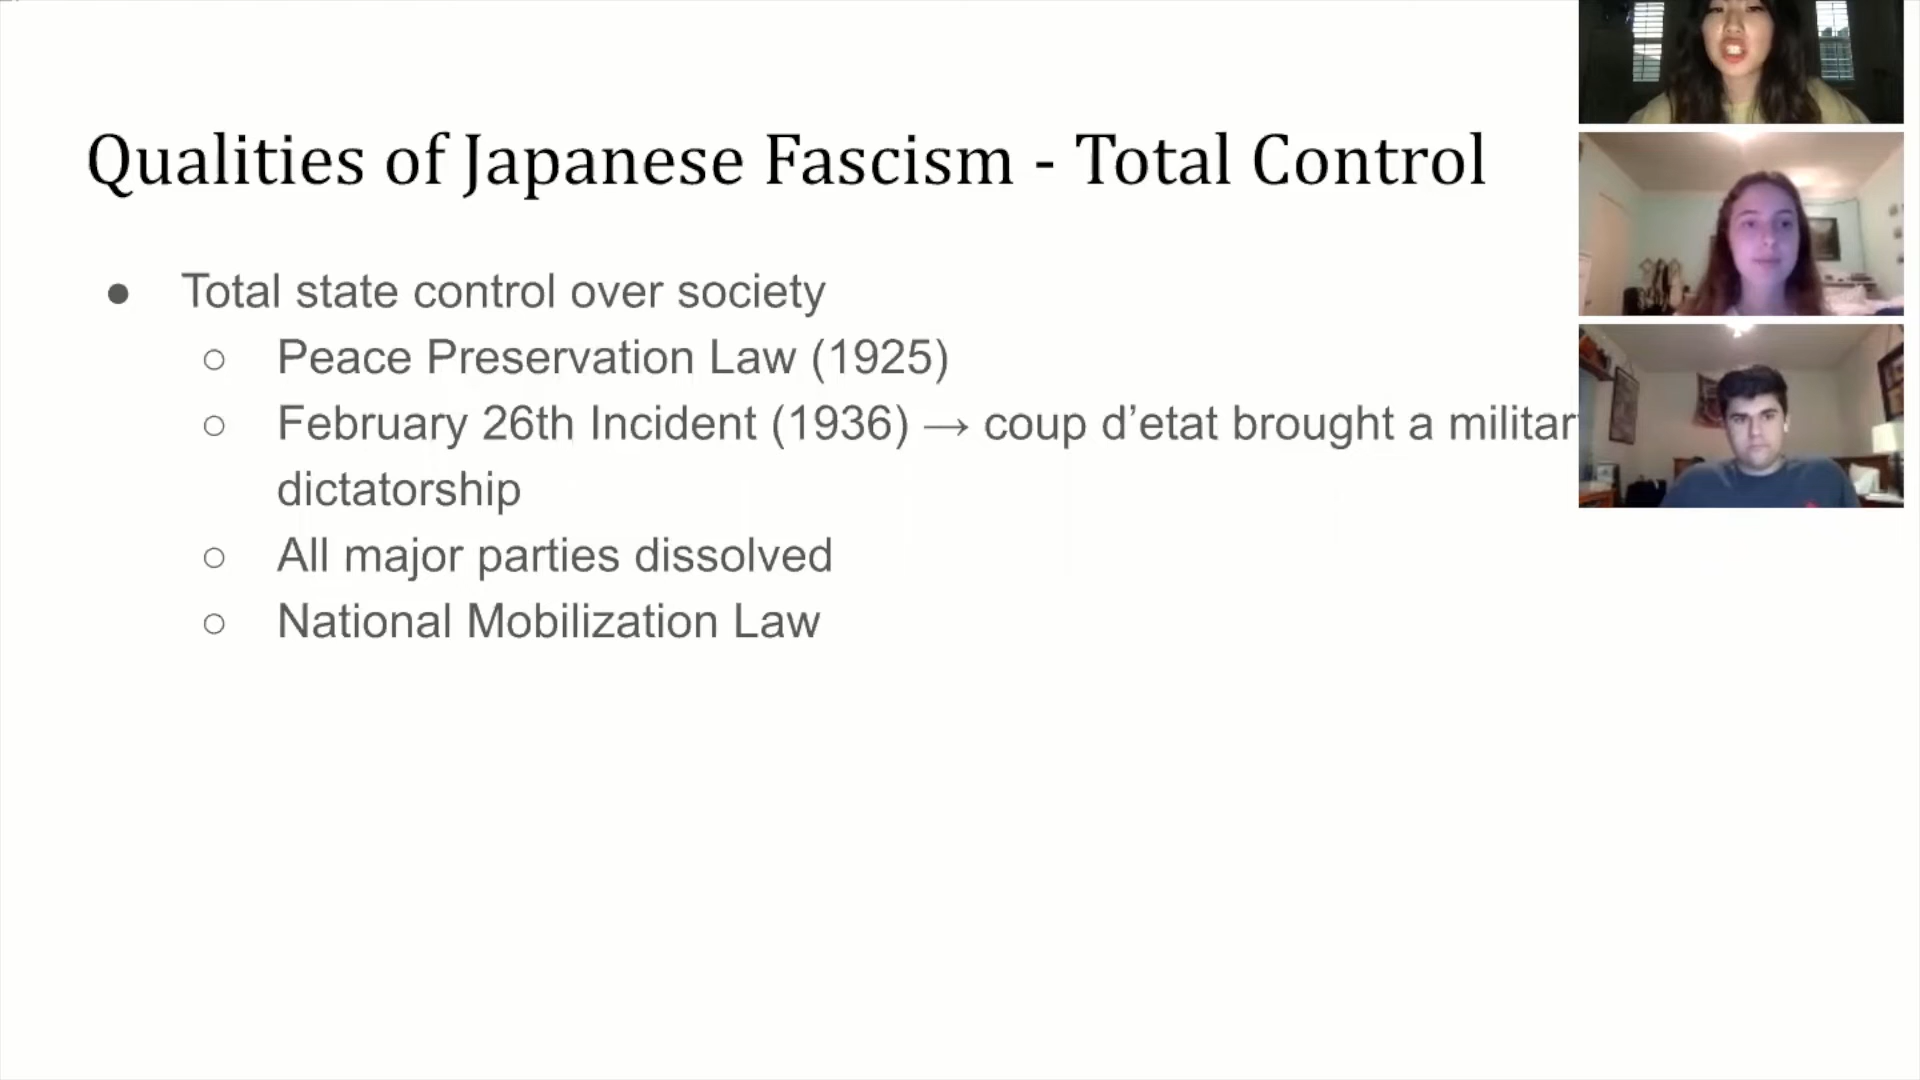 Qualities of Japanese Fascism - Total Control
● Total state control over society
○ Peace Preservation Law (1925)
○ February 26th Incident (1936) → coup d’etat brought a militar
dictatorship
○ All major parties dissolved
○ National Mobilization Law